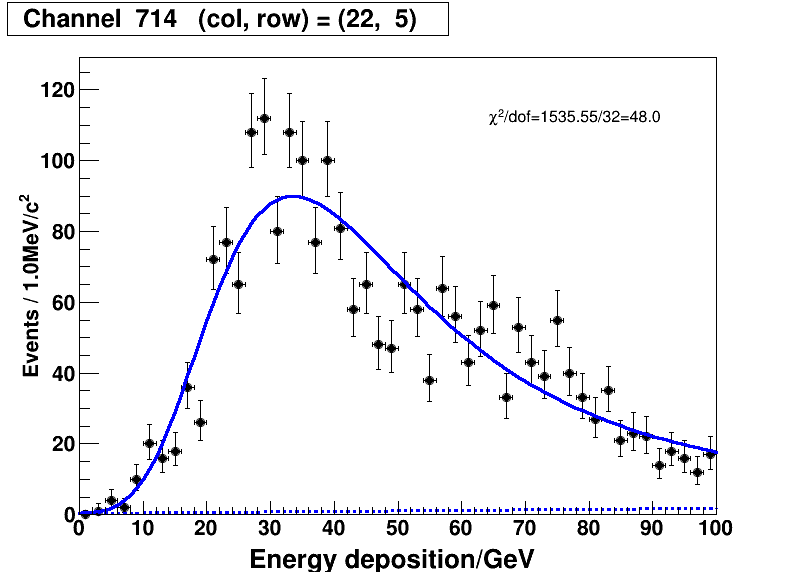 Channel 714 (col, row) = (22, 5)
χ²/dof=1535.55/32=48.0
Events / 1.0MeV/c²
120
100
80
60
40
20
0
0 10 20 30 40 50 60 70 80 90 100
Energy deposition/GeV